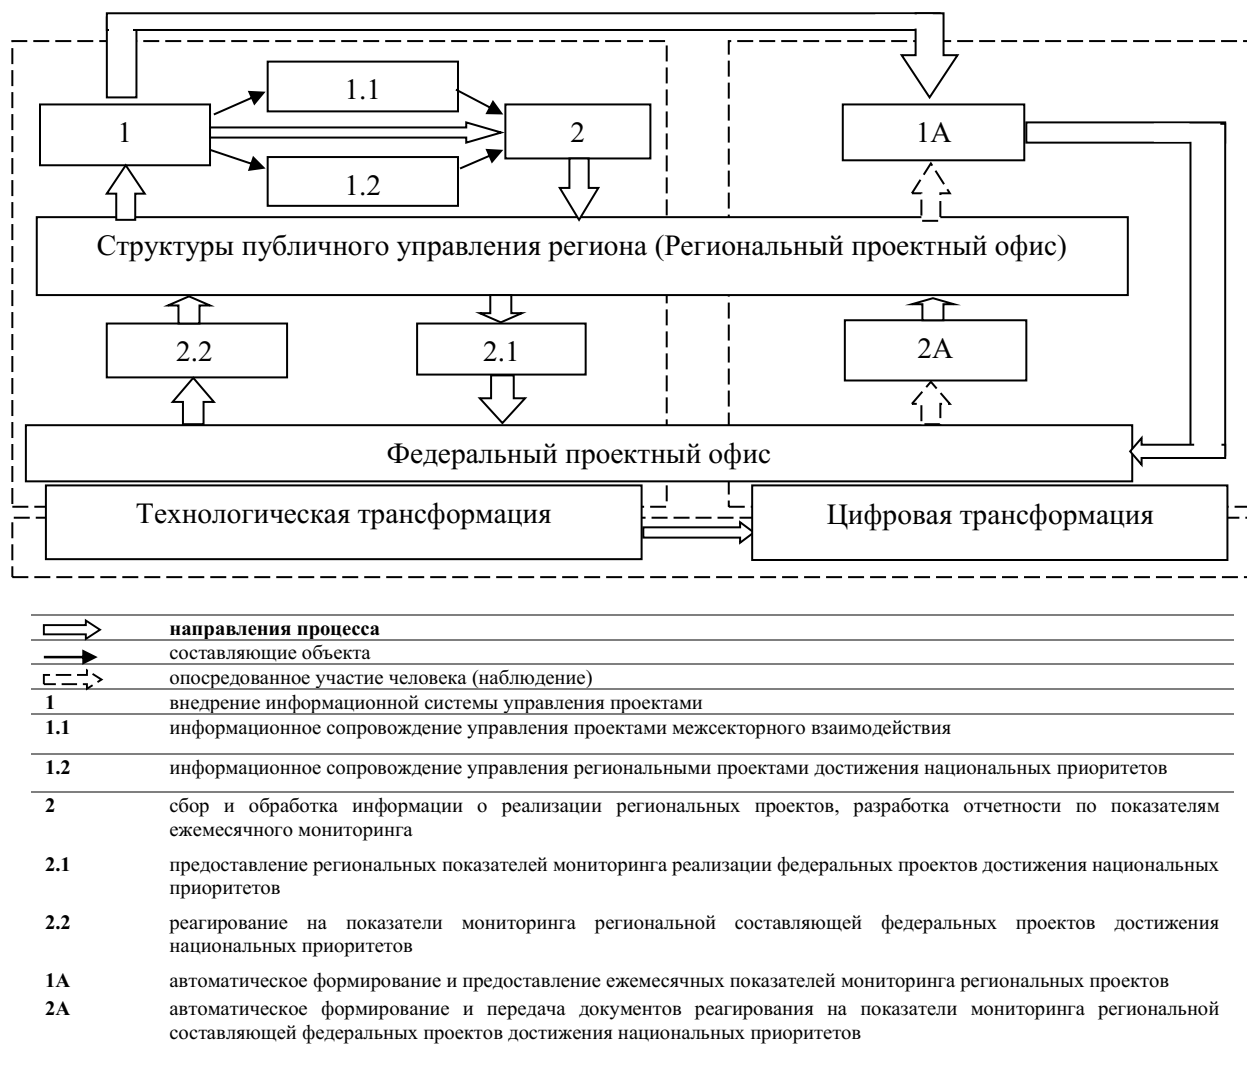 1.1
1
2
1А
1.2
Структуры публичного управления региона (Региональный проектный офис)
2.2
2.1
2А
Федеральный проектный офис
Технологическая трансформация
Цифровая трансформация
направления процесса
составляющие объекта
опосредованное участие человека (наблюдение)
1 внедрение информационной системы управления проектами
1.1 информационное сопровождение управления проектами межсекторного взаимодействия
1.2 информационное сопровождение управления региональными проектами достижения национальных приоритетов
2 сбор и обработка информации о реализации региональных проектов, разработка отчетности по показателям
ежемесячного мониторинга
2.1 предоставление региональных показателей мониторинга реализации федеральных проектов достижения национальных
приоритетов
2.2 реагирование на показатели мониторинга региональной составляющей федеральных проектов достижения
национальных приоритетов
1А автоматическое формирование и предоставление ежемесячных показателей мониторинга региональных проектов
2А автоматическое формирование и передача документов реагирования на показатели мониторинга региональной
составляющей федеральных проектов достижения национальных приоритетов